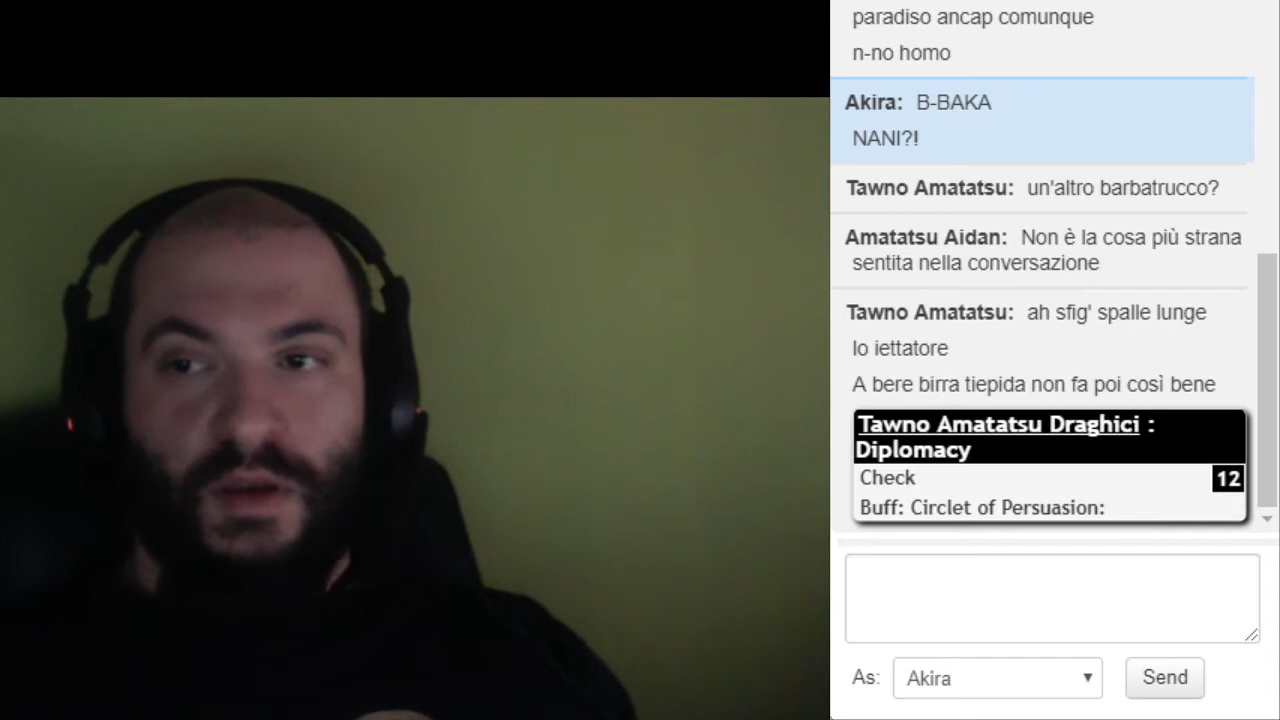 paradiso ancap comunque
n-no homo
Akira: B-BAKA
NANI?!
Tawno Amatatsu: un'altro barbatrucco?
Amatatsu Aidan: Non è la cosa più strana
sentita nella conversazione
Tawno Amatatsu: ah sfig' spalle lunge
lo iettatore
A bere birra tiepida non fa poi così bene
Tawno Amatatsu Draghici :
Diplomacy
Check 12
Buff: Circlet of Persuasion:
As: Akira Send